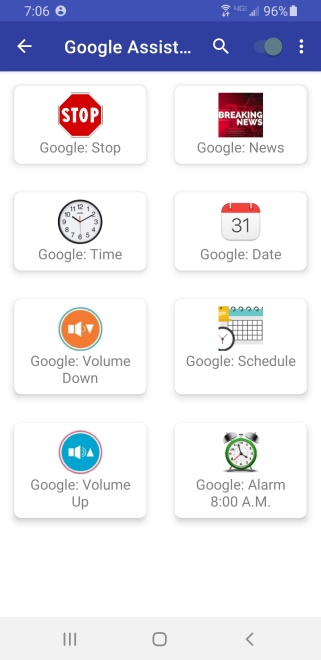 7:06 96%
Google Assist...
STOP
Google: Stop
BREAKING
NEWS
Google: News
Google: Time
31
Google: Date
Google: Volume
Down
Google: Schedule
Google: Volume
Up
Google: Alarm
8:00 A.M.